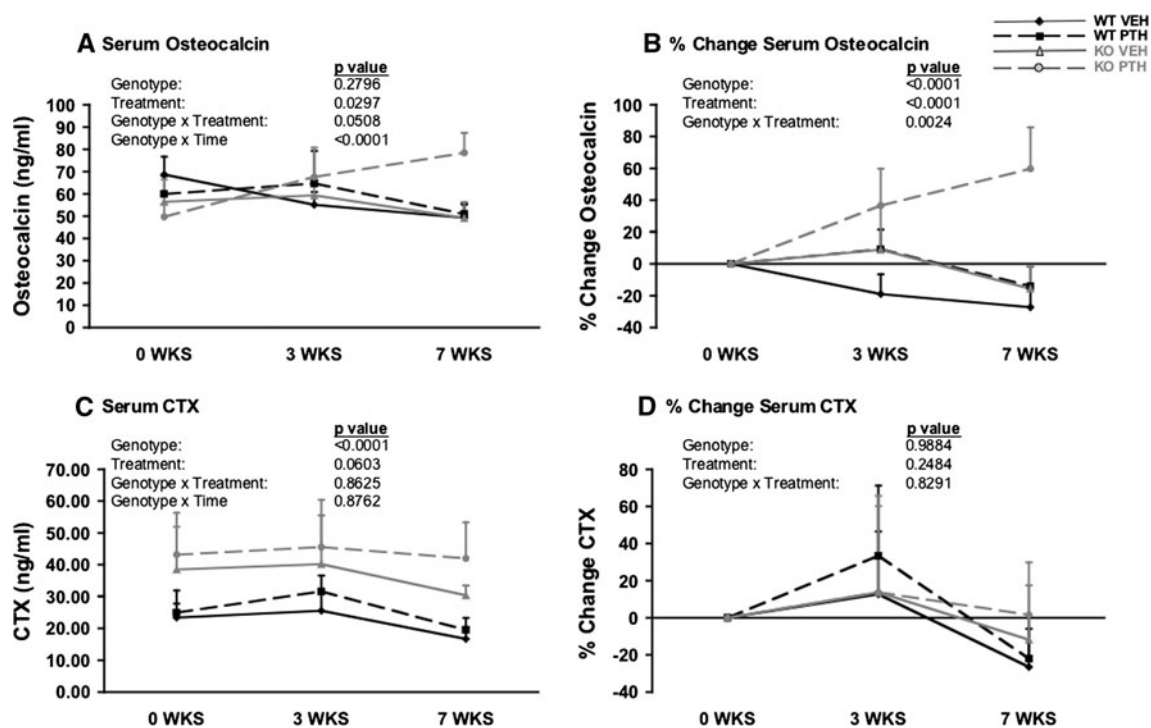 WT VEH
WT PTH
KO VEH
KO PTH
A Serum Osteocalcin
p value
Genotype: 0.2796
Treatment: 0.0297
Genotype x Treatment: 0.0508
Genotype x Time <0.0001
Osteocalcin (ng/ml)
100
90
80
70
60
50
40
30
20
10
0
0 WKS 3 WKS 7 WKS
B % Change Serum Osteocalcin
p value
Genotype: <0.0001
Treatment: <0.0001
Genotype x Treatment: 0.0024
% Change Osteocalcin
100
80
60
40
20
0
-20
-40
0 WKS 3 WKS 7 WKS
C Serum CTX
p value
Genotype: <0.0001
Treatment: 0.0603
Genotype x Treatment: 0.8625
Genotype x Time 0.8762
CTX (ng/ml)
70.00
60.00
50.00
40.00
30.00
20.00
10.00
0.00
0 WKS 3 WKS 7 WKS
D % Change Serum CTX
p value
Genotype: 0.9884
Treatment: 0.2484
Genotype x Treatment: 0.8291
% Change CTX
80
60
40
20
0
-20
-40
0 WKS 3 WKS 7 WKS